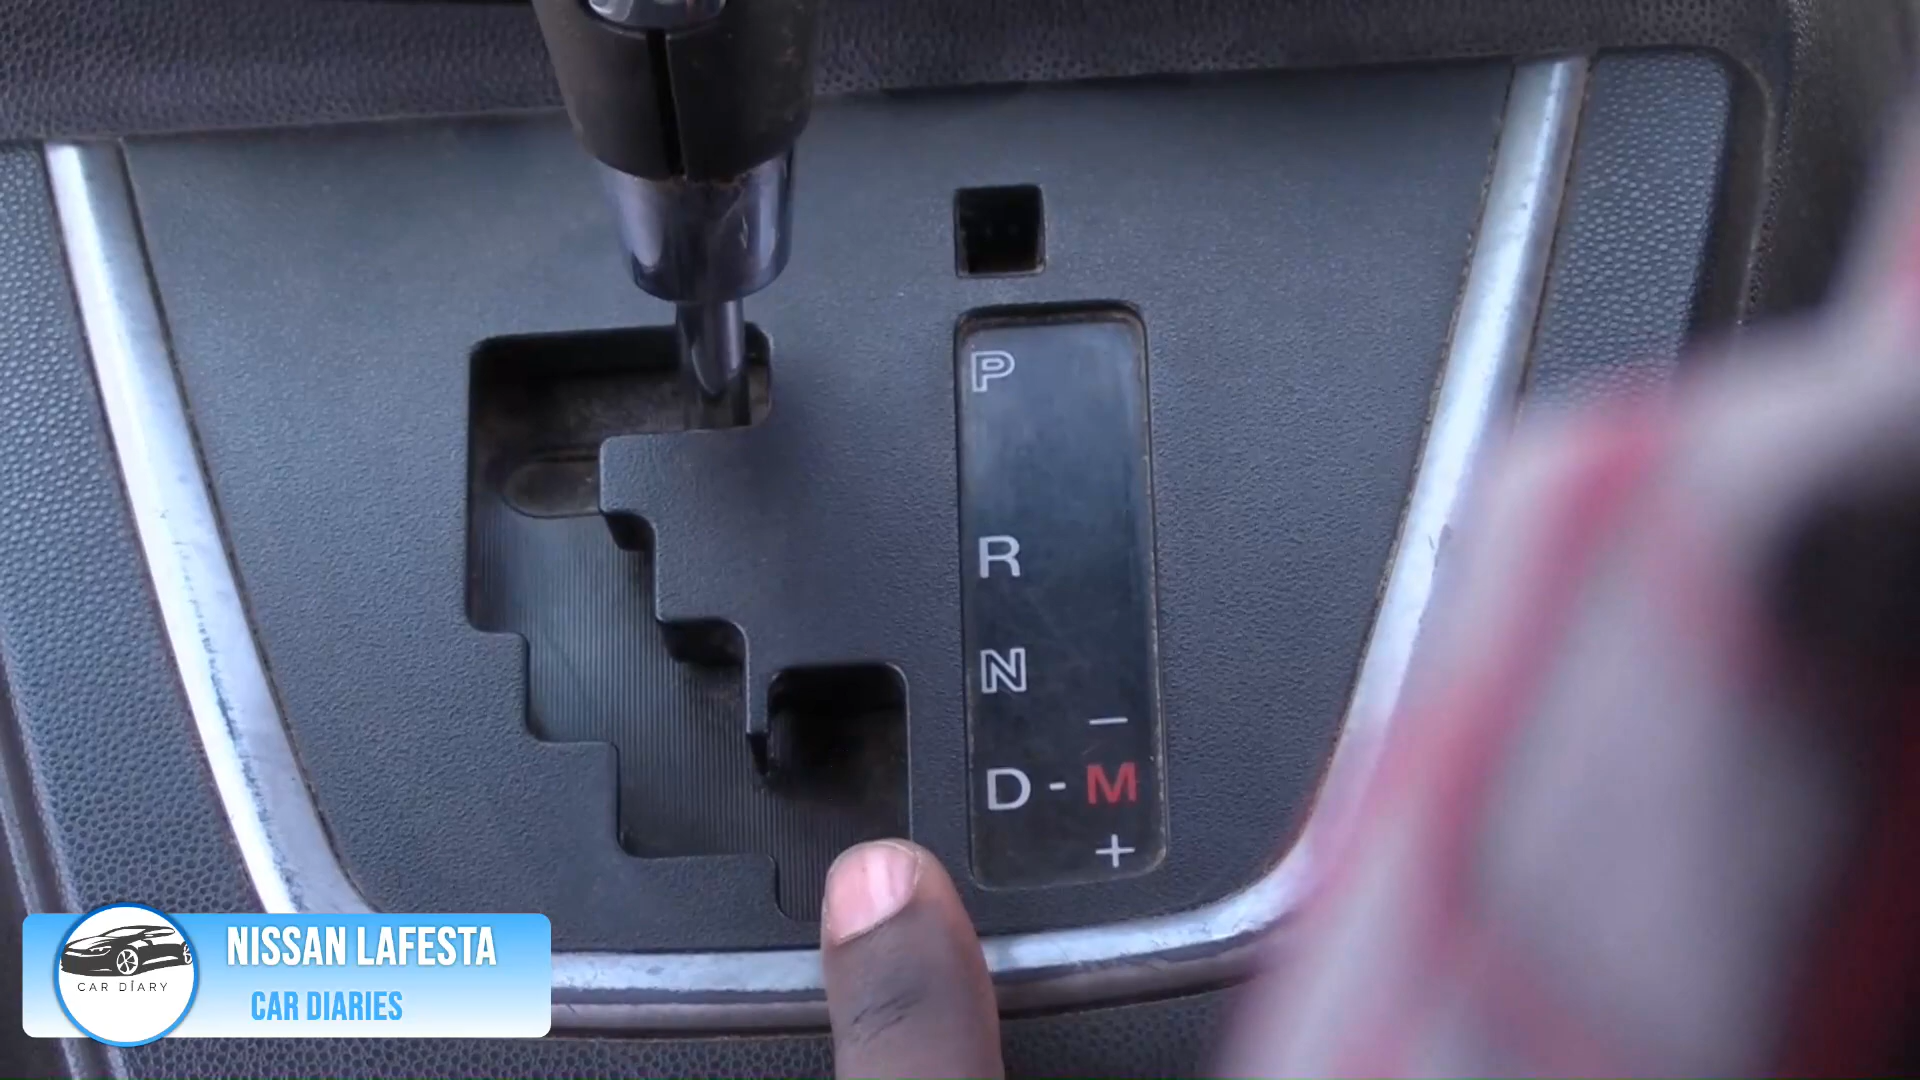 P
R
N
–
D - M
+
NISSAN LAFESTA
CAR DIARY
CAR DIARIES